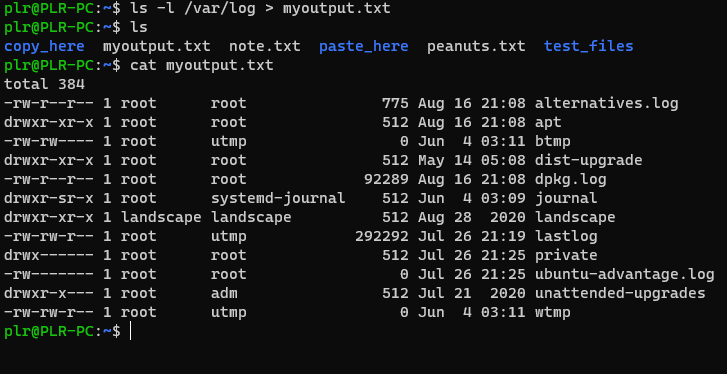 plr@PLR-PC:~$ ls -l /var/log > myoutput.txt
plr@PLR-PC:~$ ls
copy_here  myoutput.txt  note.txt  paste_here  peanuts.txt  test_files
plr@PLR-PC:~$ cat myoutput.txt
total 384
-rw-r--r-- 1 root      root               775 Aug 16 21:08 alternatives.log
drwxr-xr-x 1 root      root               512 Aug 16 21:08 apt
-rw-rw---- 1 root      utmp                 0 Jun  4 03:11 btmp
drwxr-xr-x 1 root      root               512 May 14 05:08 dist-upgrade
-rw-r--r-- 1 root      root             92289 Aug 16 21:08 dpkg.log
drwxr-sr-x 1 root      systemd-journal    512 Jun  4 03:09 journal
drwxr-xr-x 1 landscape landscape          512 Aug 28  2020 landscape
-rw-rw-r-- 1 root      utmp            292292 Jul 26 21:19 lastlog
drwx------ 1 root      root               512 Jul 26 21:25 private
-rw------- 1 root      root                 0 Jul 26 21:25 ubuntu-advantage.log
drwxr-x--- 1 root      adm                512 Jul 21  2020 unattended-upgrades
-rw-rw-r-- 1 root      utmp                 0 Jun  4 03:11 wtmp
plr@PLR-PC:~$